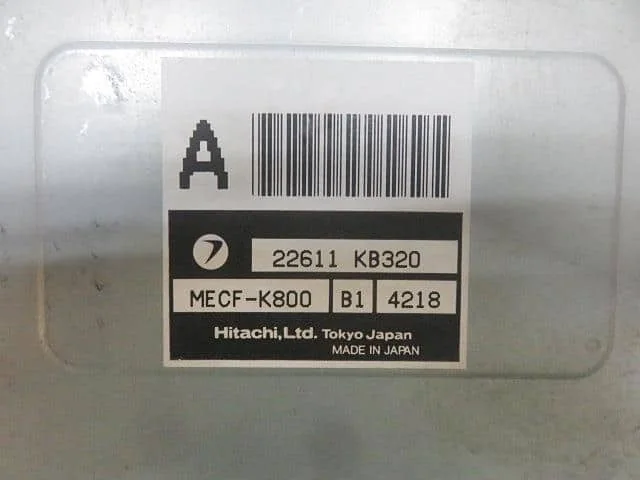 A
22611 KB320
MECF-K800 B1 4218
Hitachi,Ltd. Tokyo Japan
MADE IN JAPAN